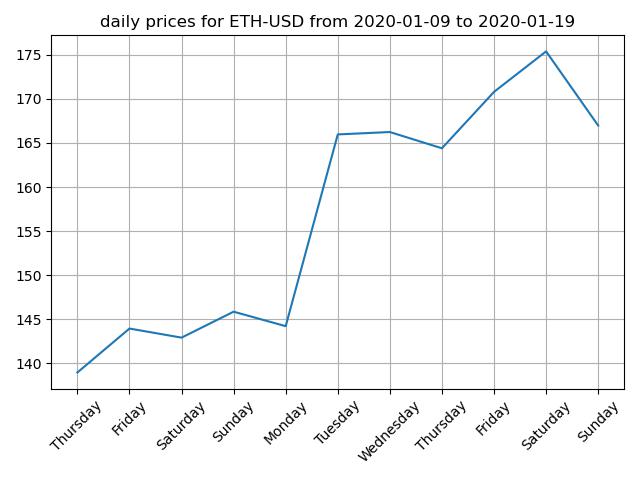 daily prices for ETH-USD from 2020-01-09 to 2020-01-19
175
170
165
160
155
150
145
140
Thursday
Friday
Saturday
Sunday
Monday
Tuesday
Wednesday
Thursday
Friday
Saturday
Sunday